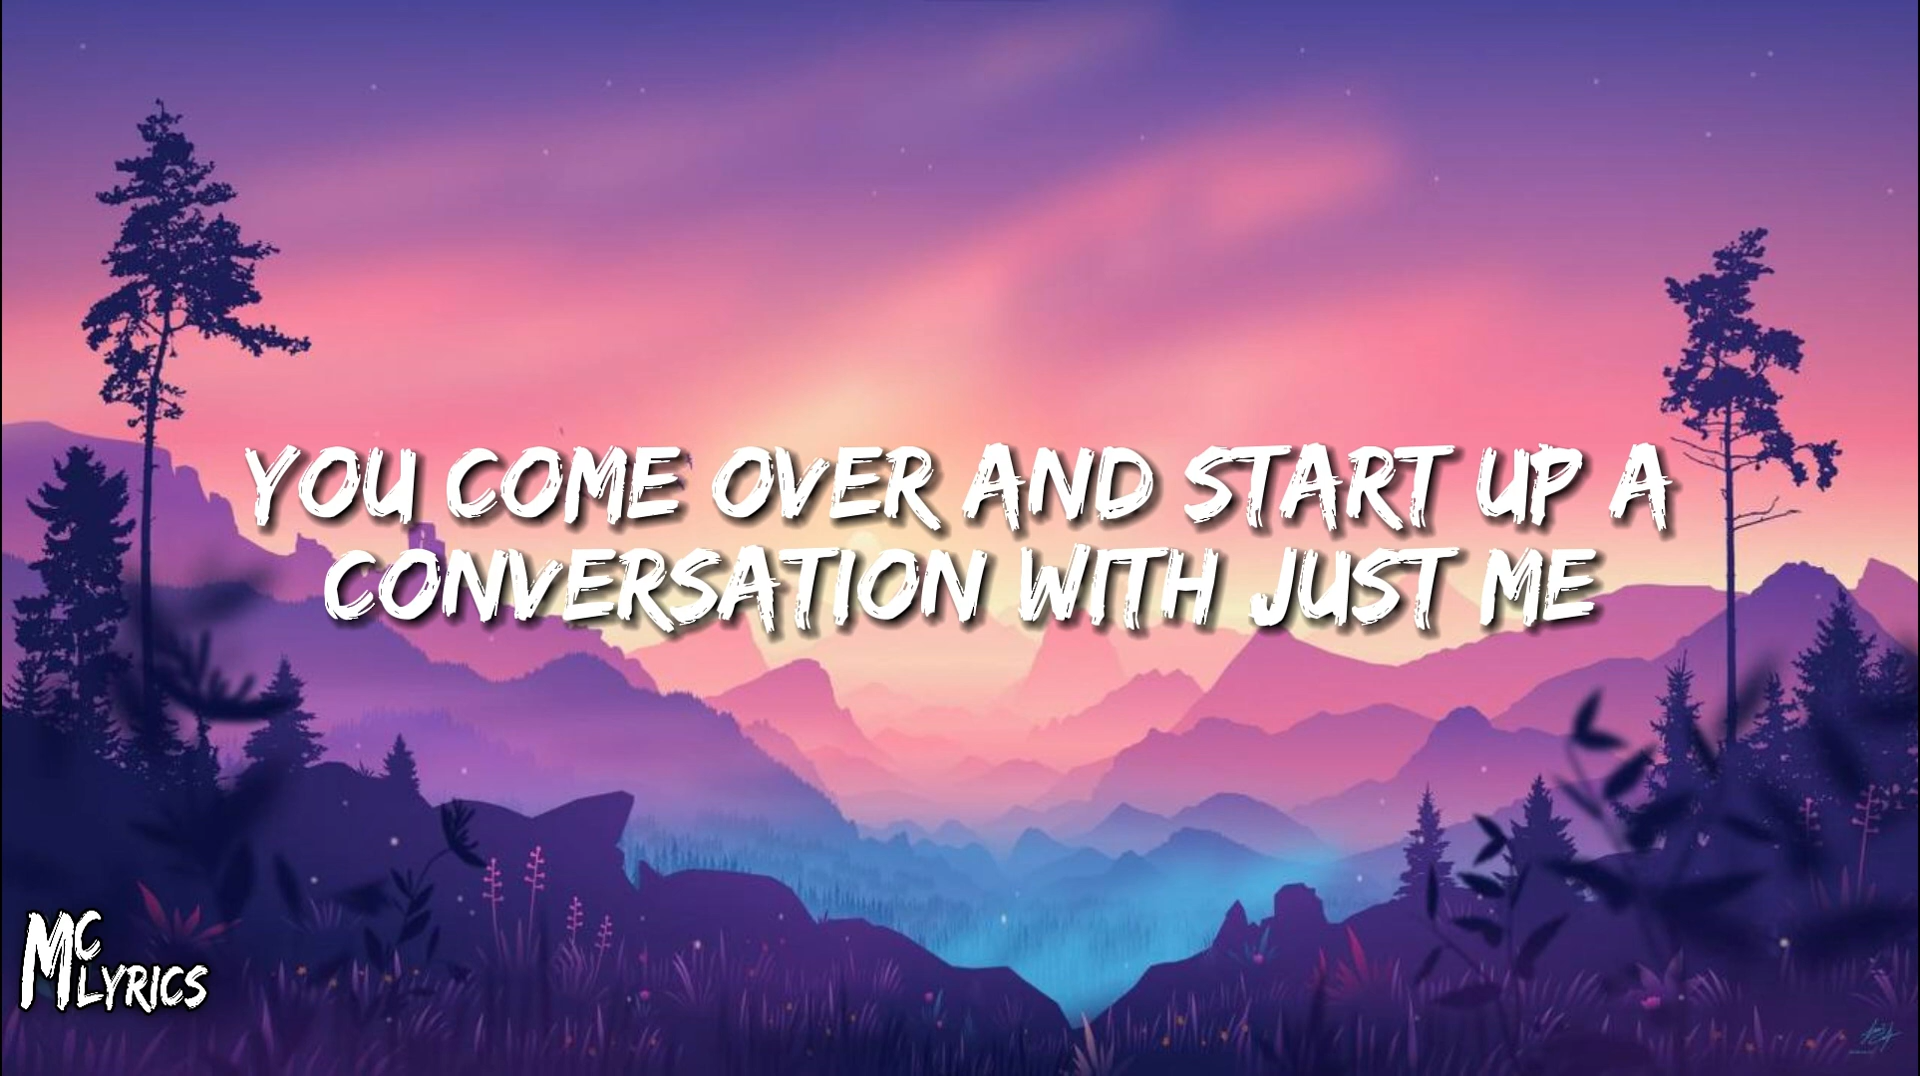 YOU COME OVER AND START UP A
CONVERSATION WITH JUST ME
MC
LYRICS